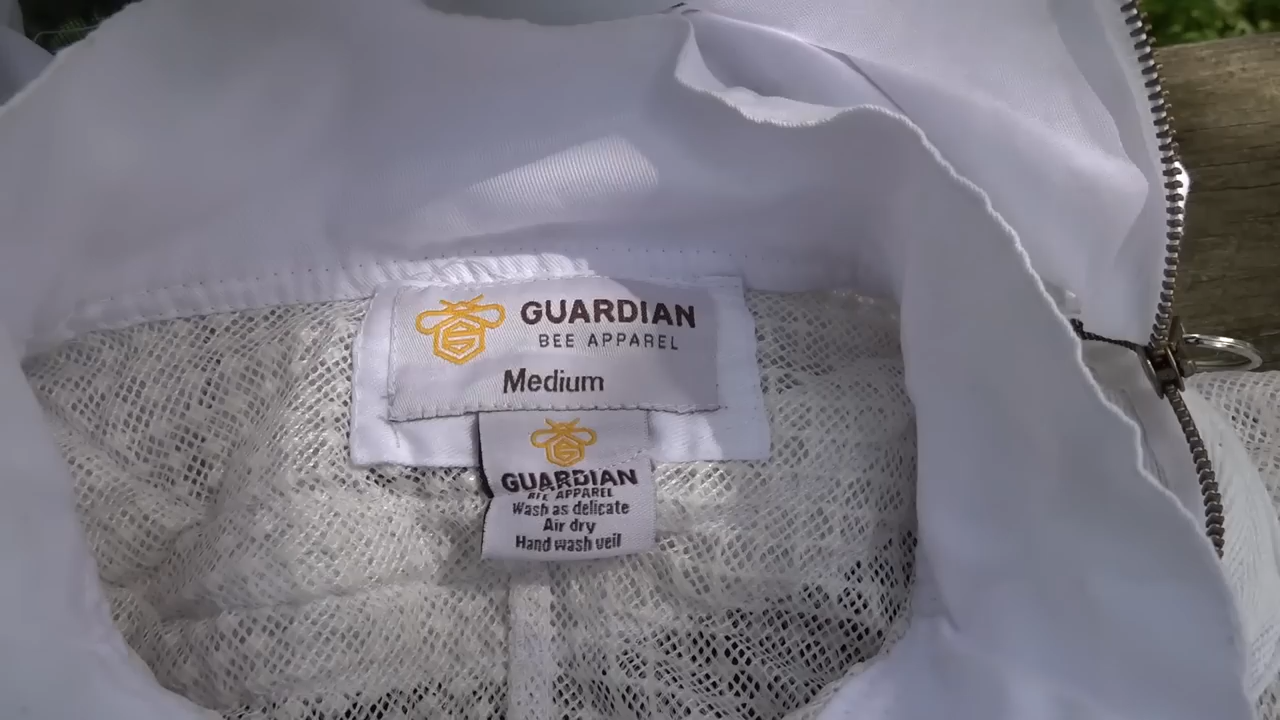 GUARDIAN
BEE APPAREL
Medium
GUARDIAN
BEE APPAREL
Wash as delicate
Air dry
Hand wash veil